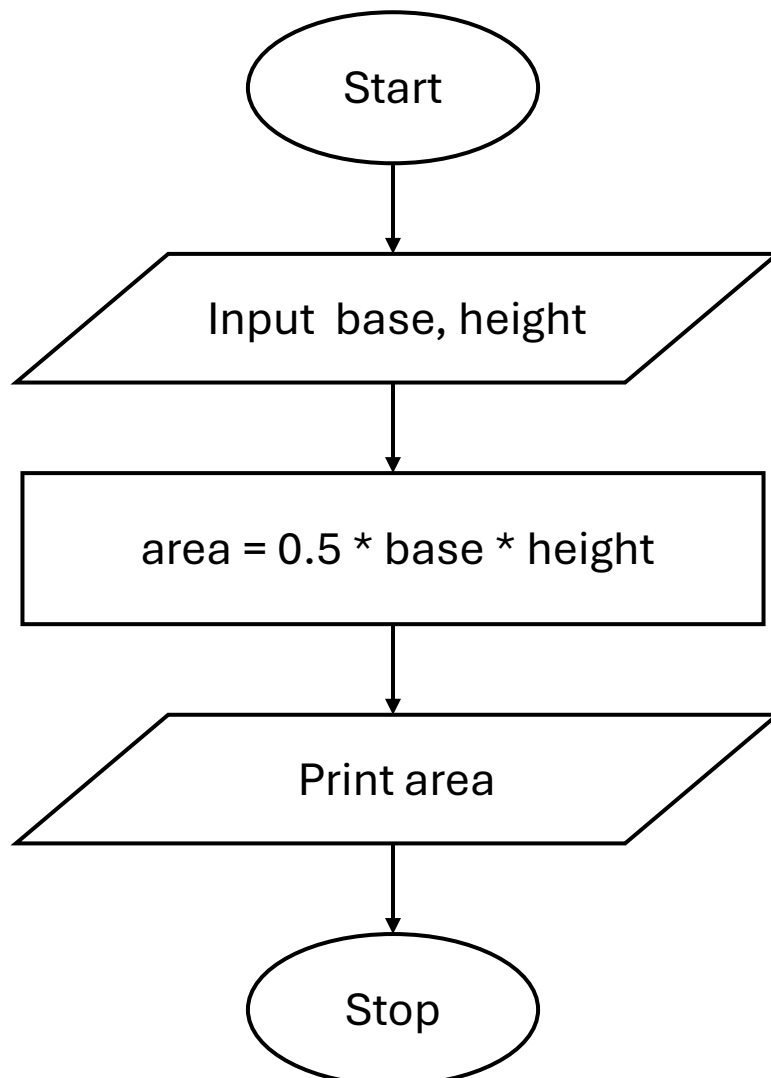 Start
Input  base, height
area = 0.5 * base * height
Print area
Stop